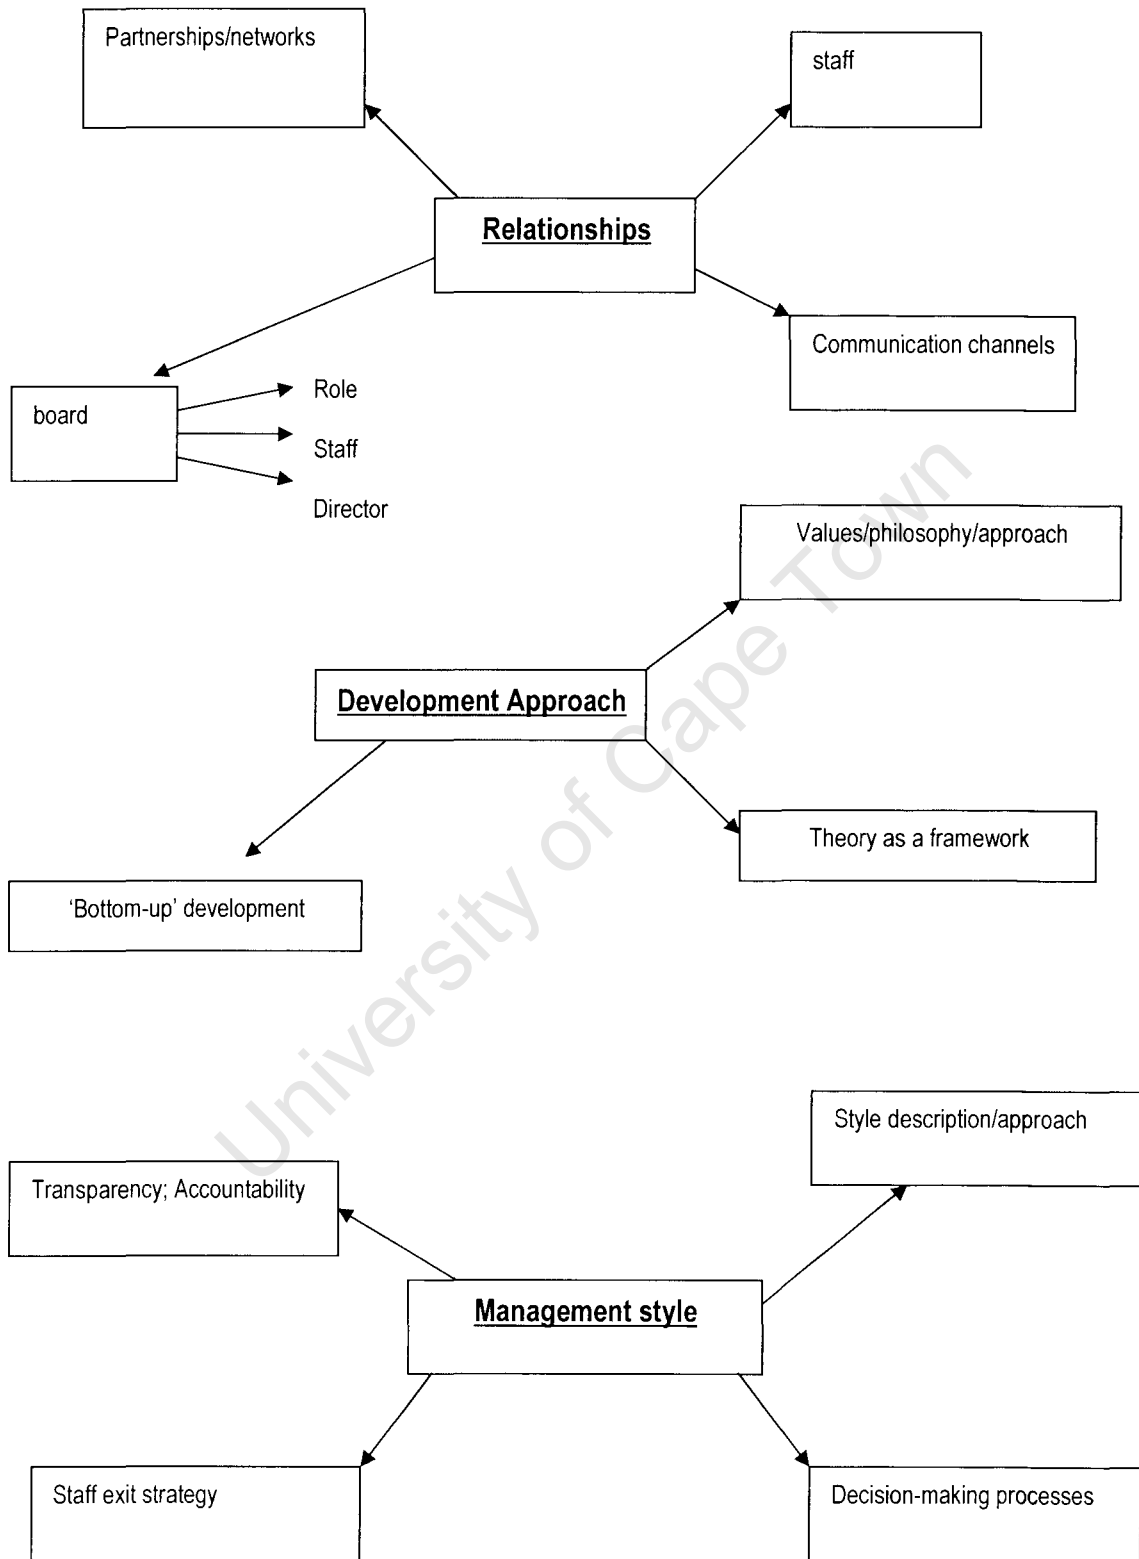 Partnerships/networks
staff
Relationships
Communication channels
board
Role
Staff
Director
Values/philosophy/approach
Development Approach
Theory as a framework
‘Bottom-up’ development
Style description/approach
Transparency; Accountability
Management style
Staff exit strategy
Decision-making processes
University of Cape Town